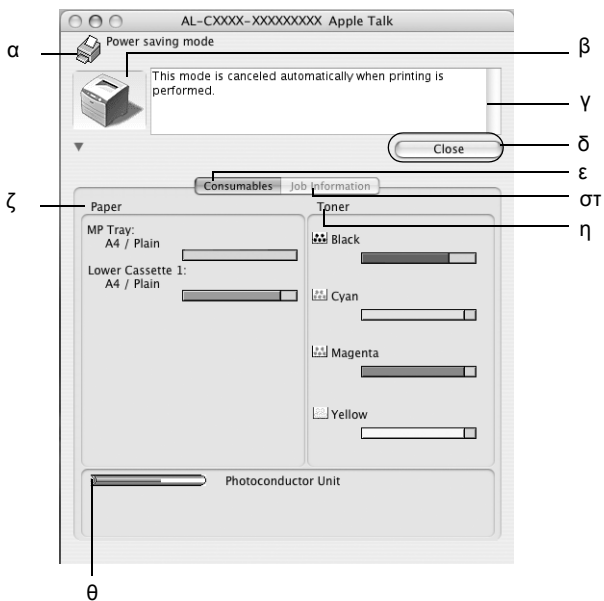 AL-CXXXX-XXXXXXXXX Apple Talk
α
Power saving mode
β
This mode is canceled automatically when printing is
performed.
γ
Close
δ
ε
Consumables
Job Information
στ
ζ
Paper
Toner
η
MP Tray:
A4 / Plain
Lower Cassette 1:
A4 / Plain
Black
Cyan
Magenta
Yellow
Photoconductor Unit
θ